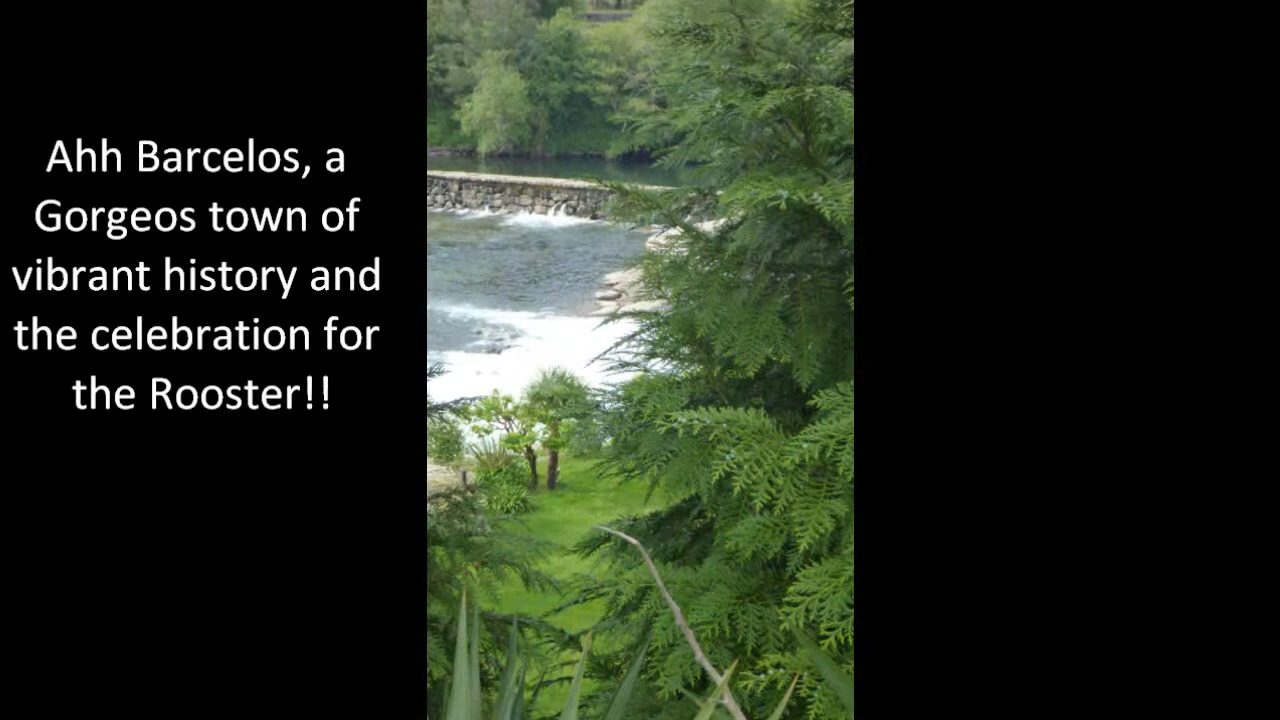 Ahh Barcelos, a
Gorgeos town of
vibrant history and
the celebration for
the Rooster!!